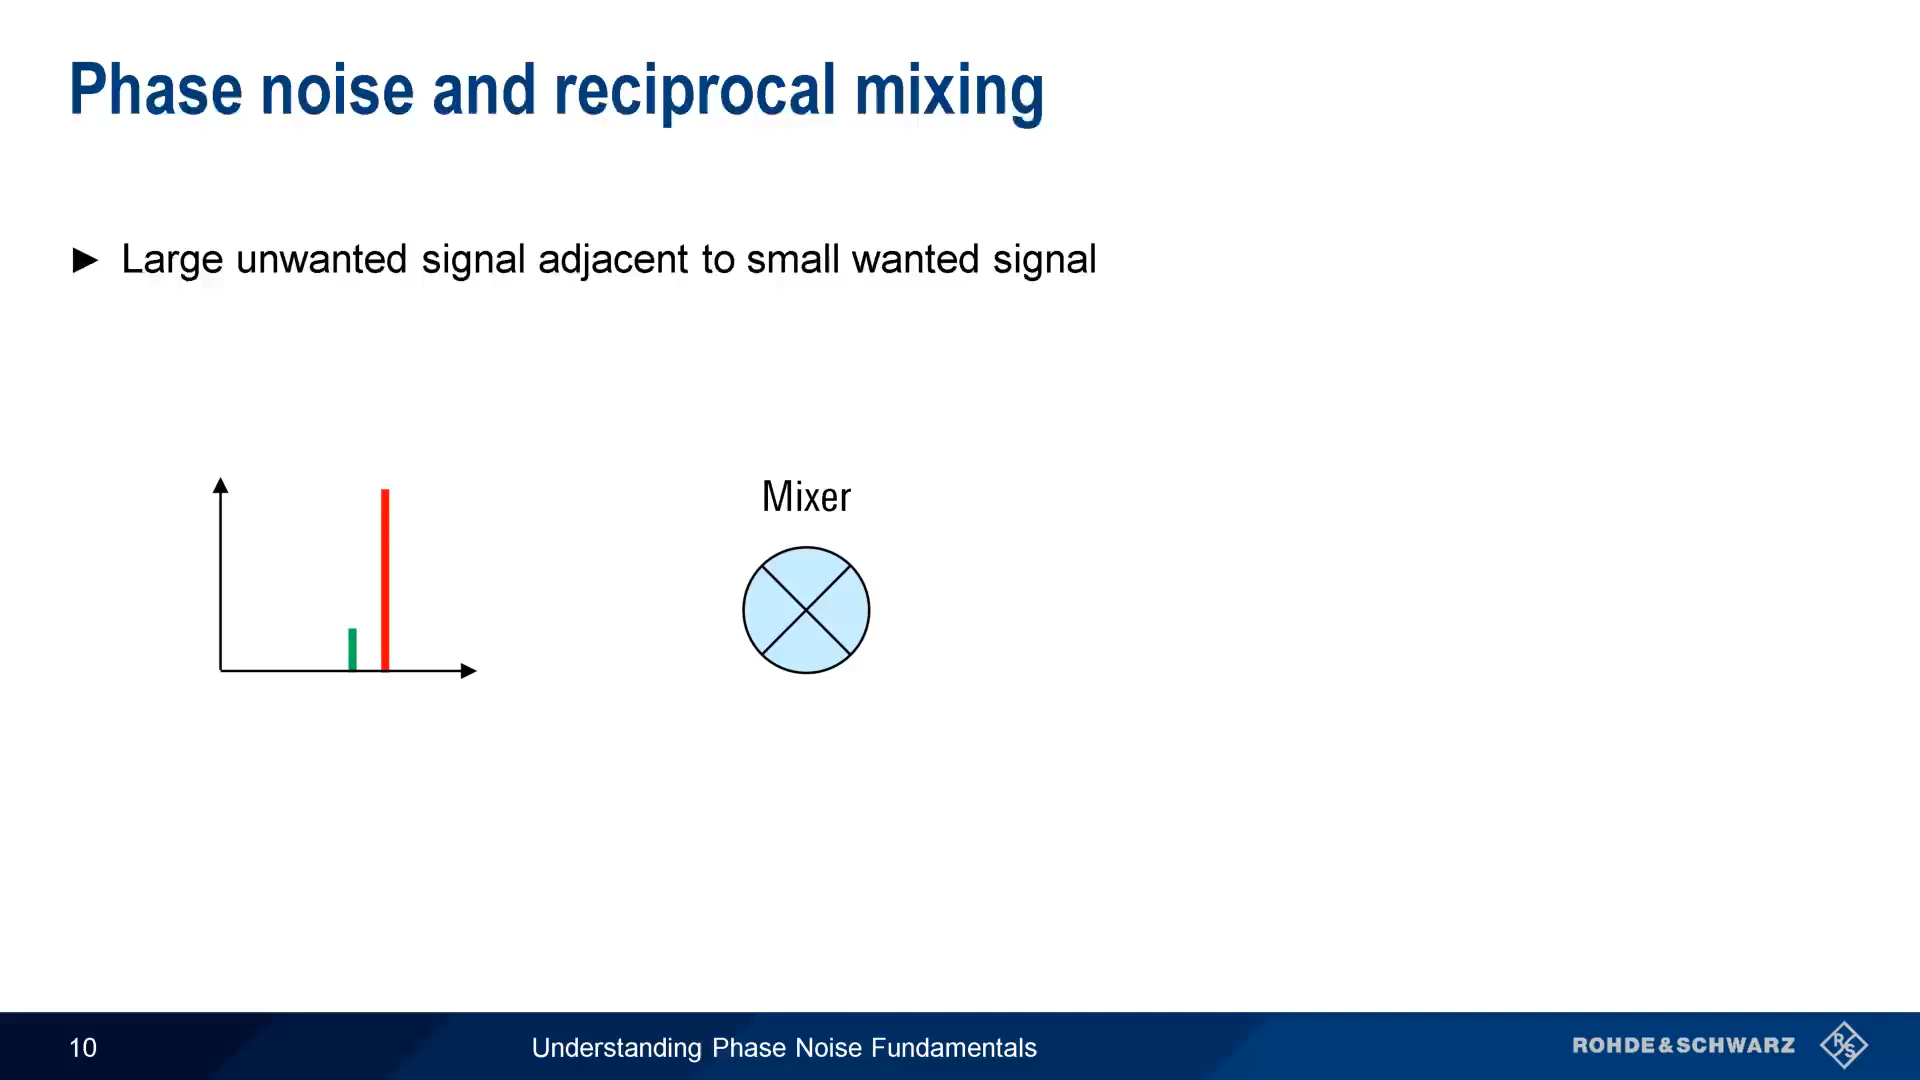 Phase noise and reciprocal mixing
► Large unwanted signal adjacent to small wanted signal
Mixer
10
Understanding Phase Noise Fundamentals
ROHDE&SCHWARZ
R S